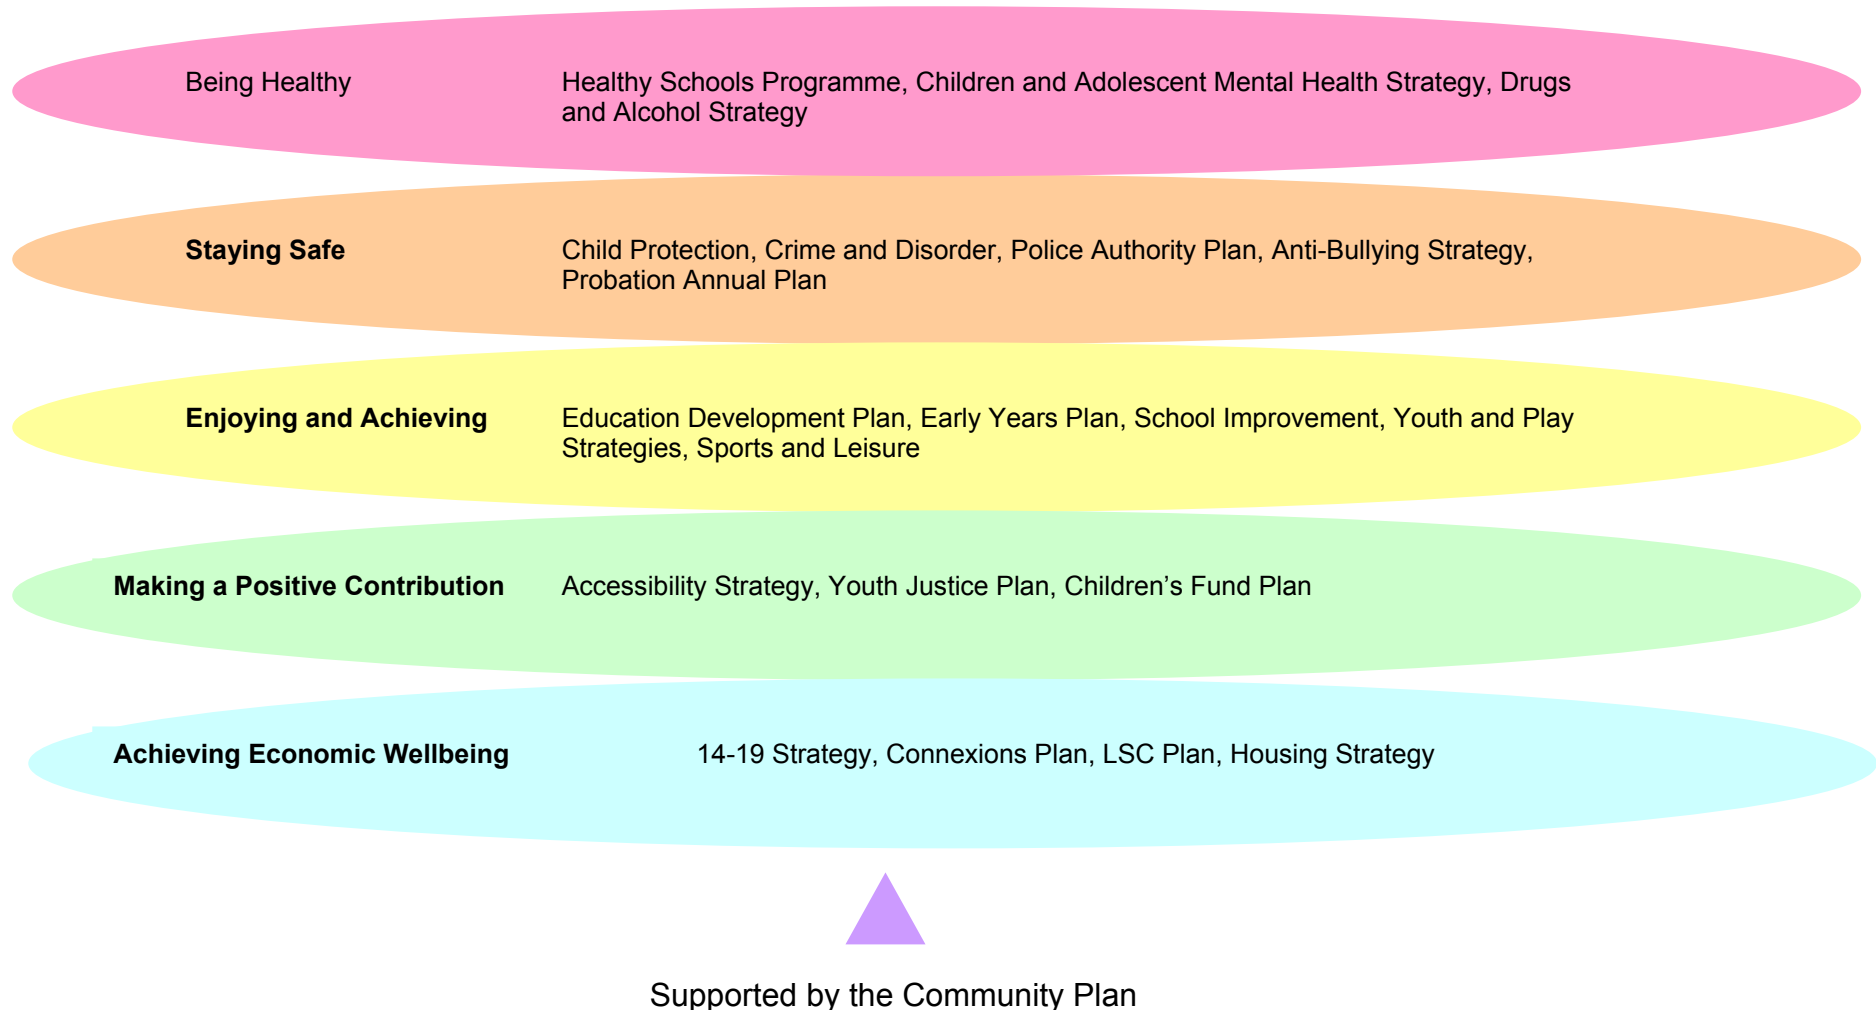 Being Healthy Healthy Schools Programme, Children and Adolescent Mental Health Strategy, Drugs
and Alcohol Strategy
Staying Safe Child Protection, Crime and Disorder, Police Authority Plan, Anti-Bullying Strategy,
Probation Annual Plan
Enjoying and Achieving Education Development Plan, Early Years Plan, School Improvement, Youth and Play
Strategies, Sports and Leisure
Making a Positive Contribution Accessibility Strategy, Youth Justice Plan, Children’s Fund Plan
Achieving Economic Wellbeing 14-19 Strategy, Connexions Plan, LSC Plan, Housing Strategy
Supported by the Community Plan